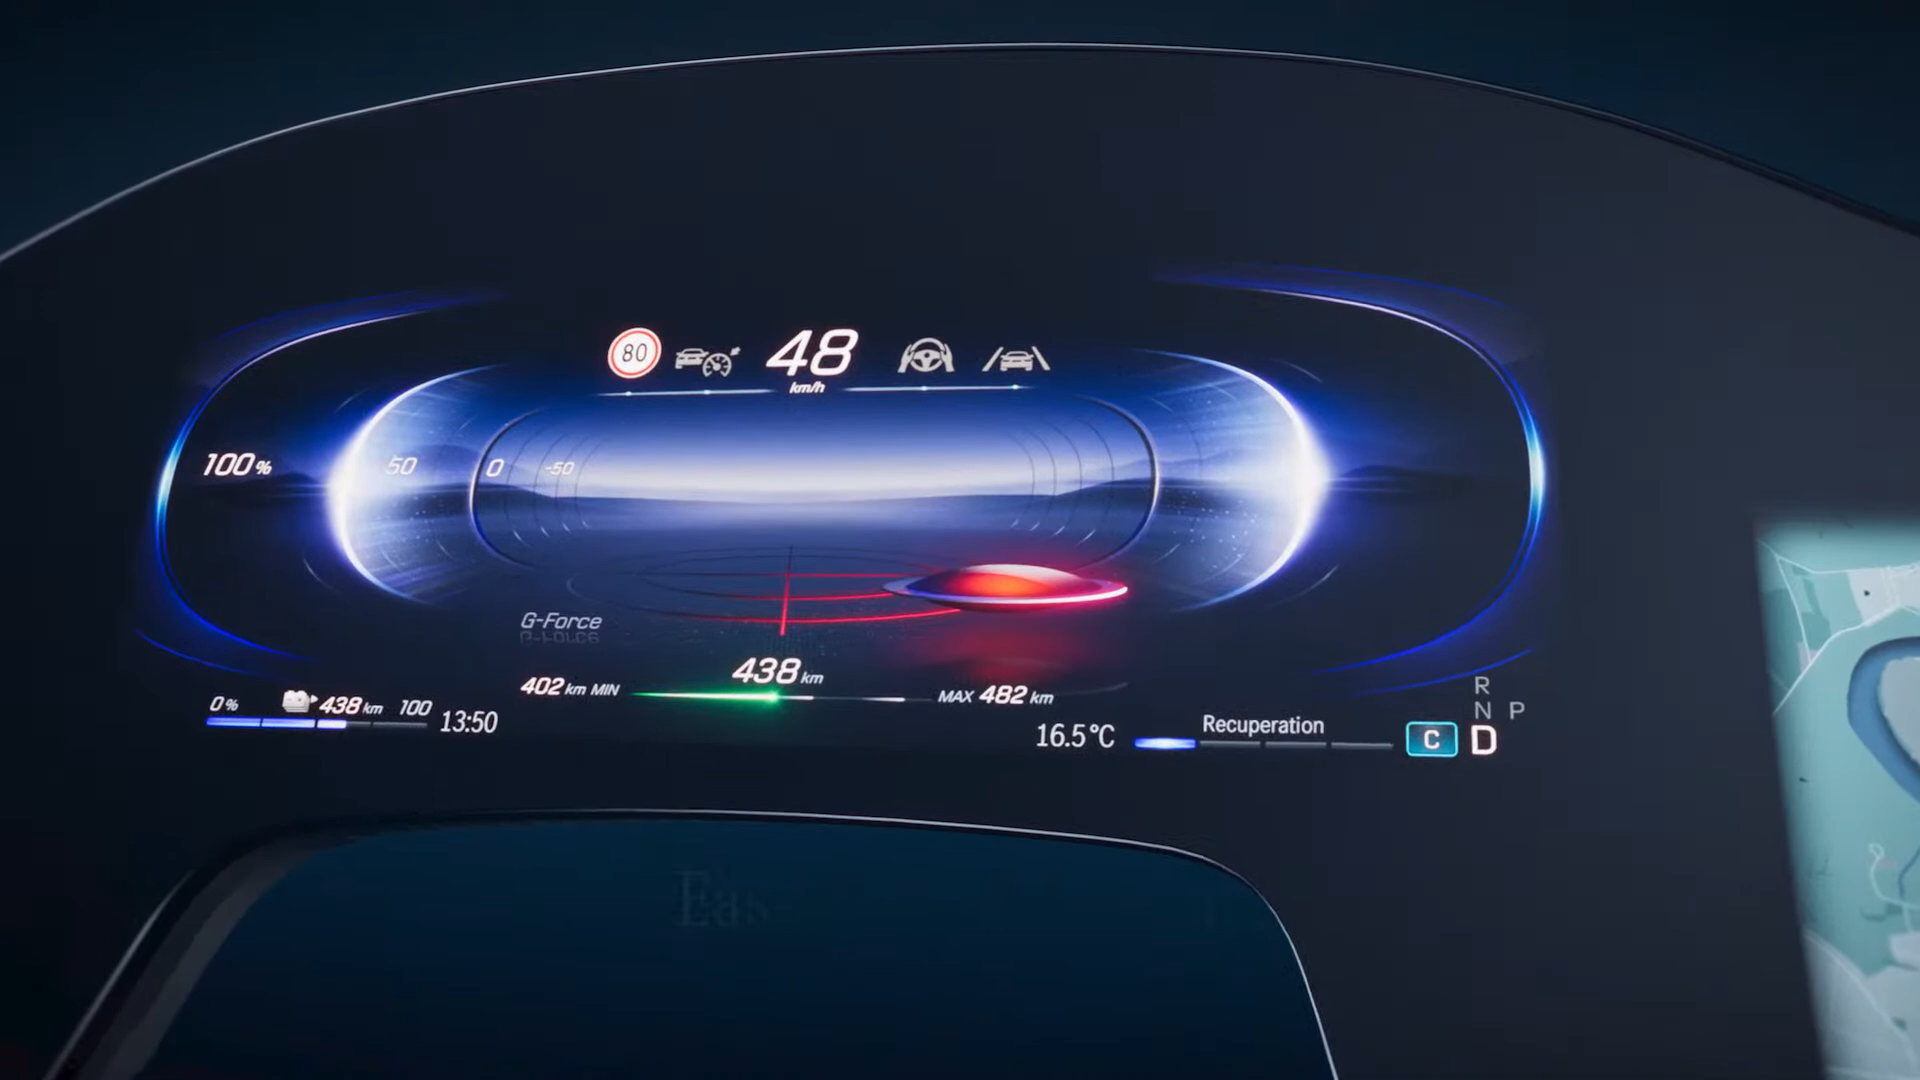 80
48
km/h
100%
50
0
-50
G-Force
438 km
402 km MIN
MAX 482 km
0%
438 km
100
13:50
16.5°C
Recuperation
C
R
N P
D
Eas